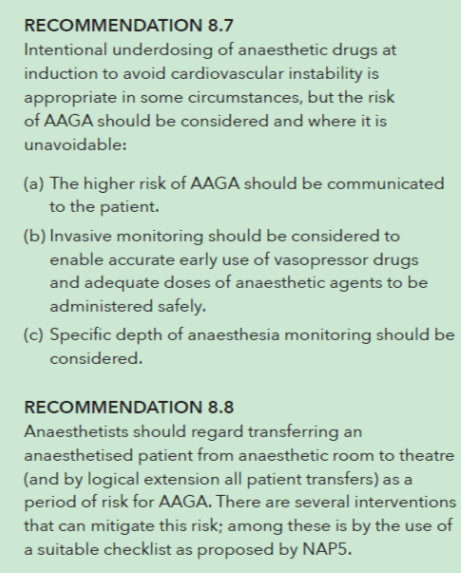 RECOMMENDATION 8.7
Intentional underdosing of anaesthetic drugs at
induction to avoid cardiovascular instability is
appropriate in some circumstances, but the risk
of AAGA should be considered and where it is
unavoidable:
(a) The higher risk of AAGA should be communicated
to the patient.
(b) Invasive monitoring should be considered to
enable accurate early use of vasopressor drugs
and adequate doses of anaesthetic agents to be
administered safely.
(c) Specific depth of anaesthesia monitoring should be
considered.
RECOMMENDATION 8.8
Anaesthetists should regard transferring an
anaesthetised patient from anaesthetic room to theatre
(and by logical extension all patient transfers) as a
period of risk for AAGA. There are several interventions
that can mitigate this risk; among these is by the use of
a suitable checklist as proposed by NAP5.